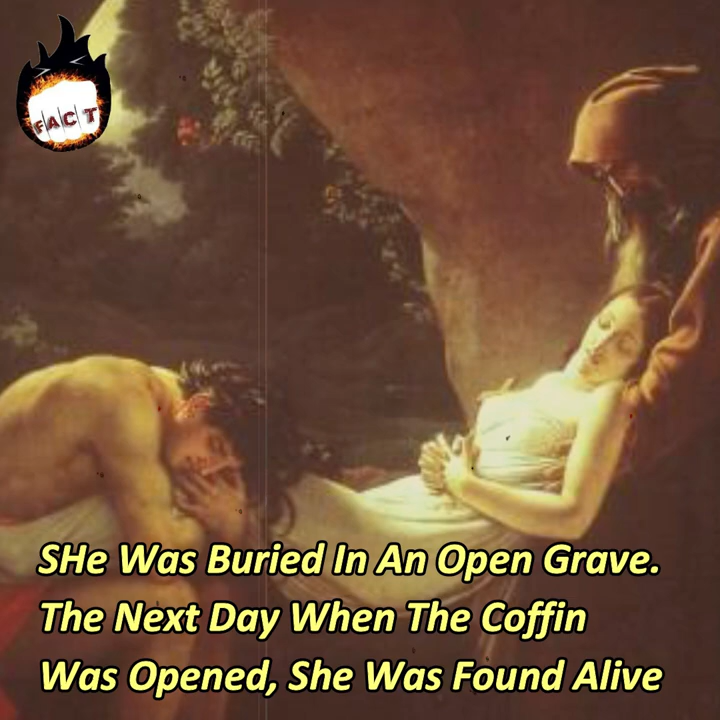 FACT
SHe Was Buried In An Open Grave.
The Next Day When The Coffin
Was Opened, She Was Found Alive